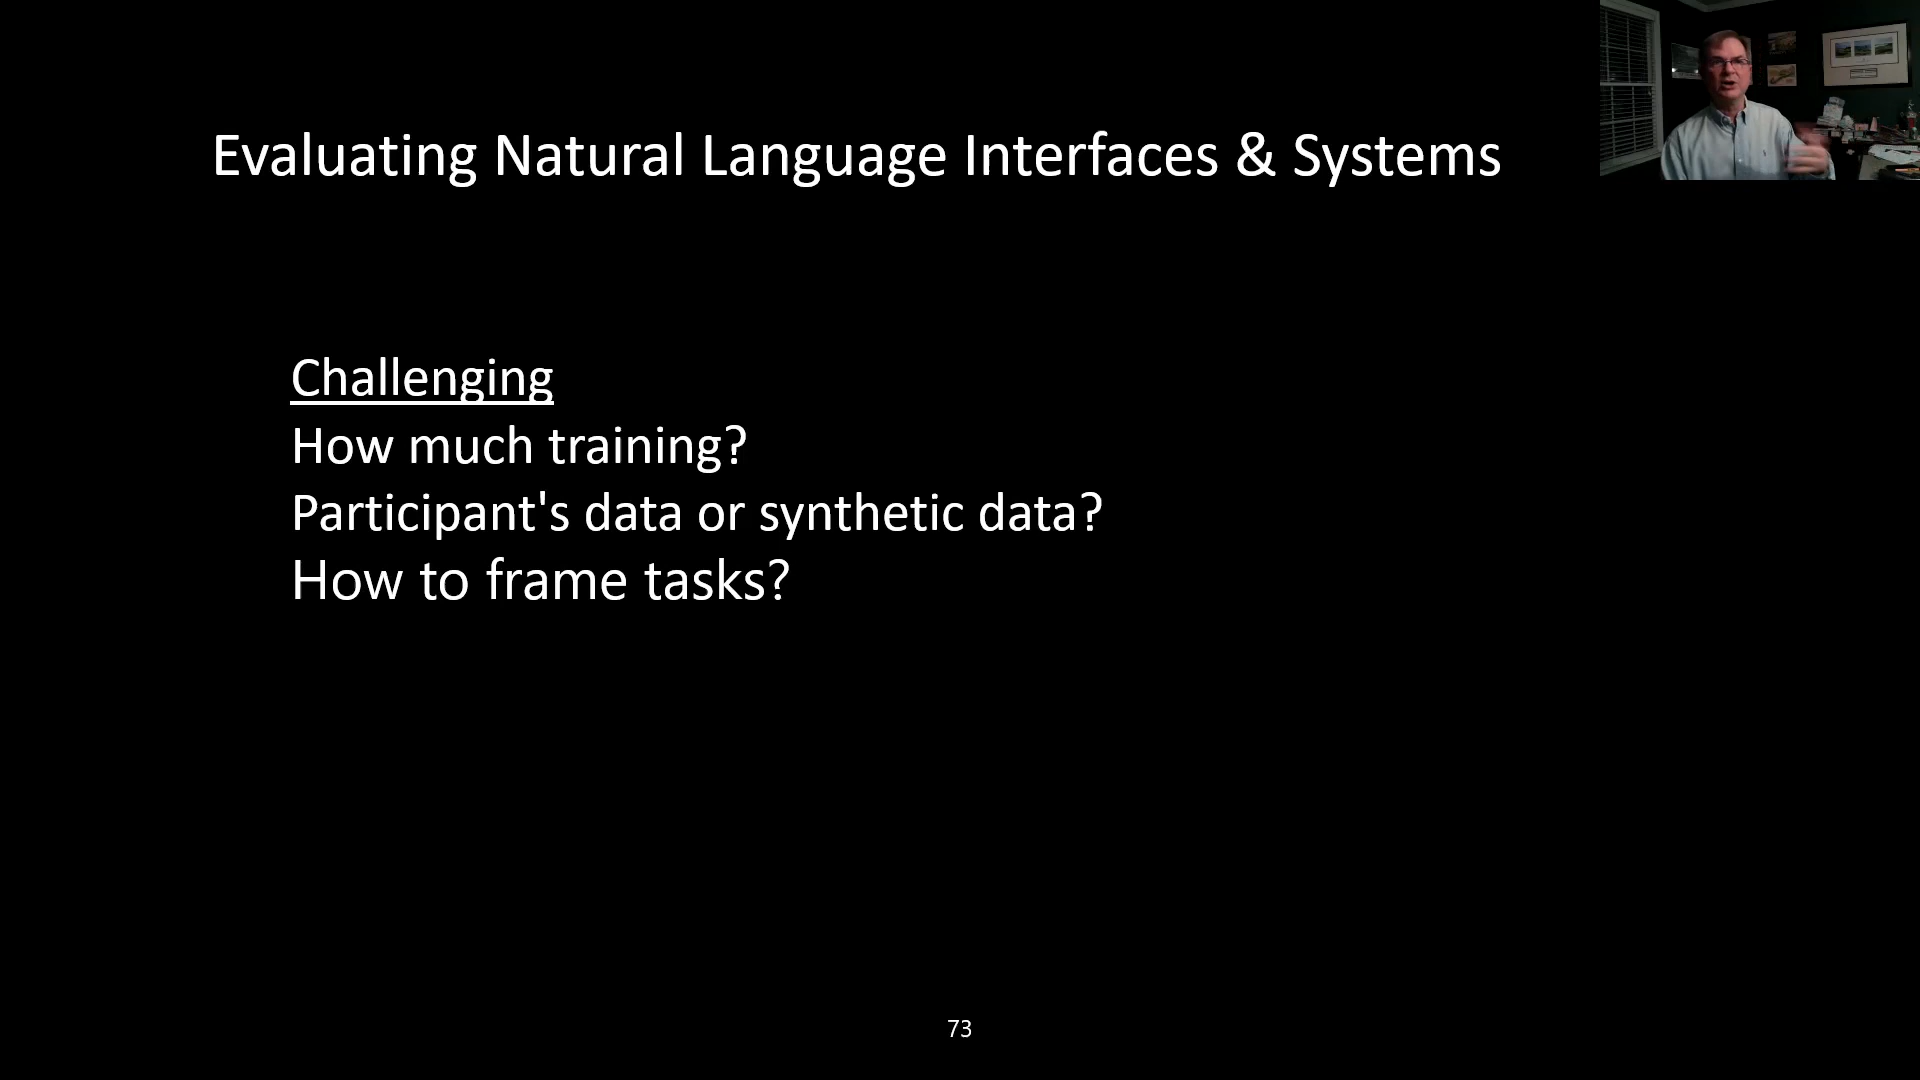 Evaluating Natural Language Interfaces & Systems
Challenging
How much training?
Participant's data or synthetic data?
How to frame tasks?
73